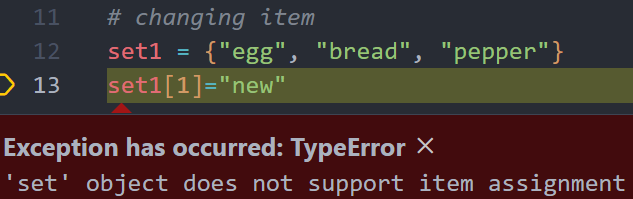 11 # changing item
12 set1 = {"egg", "bread", "pepper"}
13 set1[1]="new"
Exception has occurred: TypeError ×
'set' object does not support item assignment